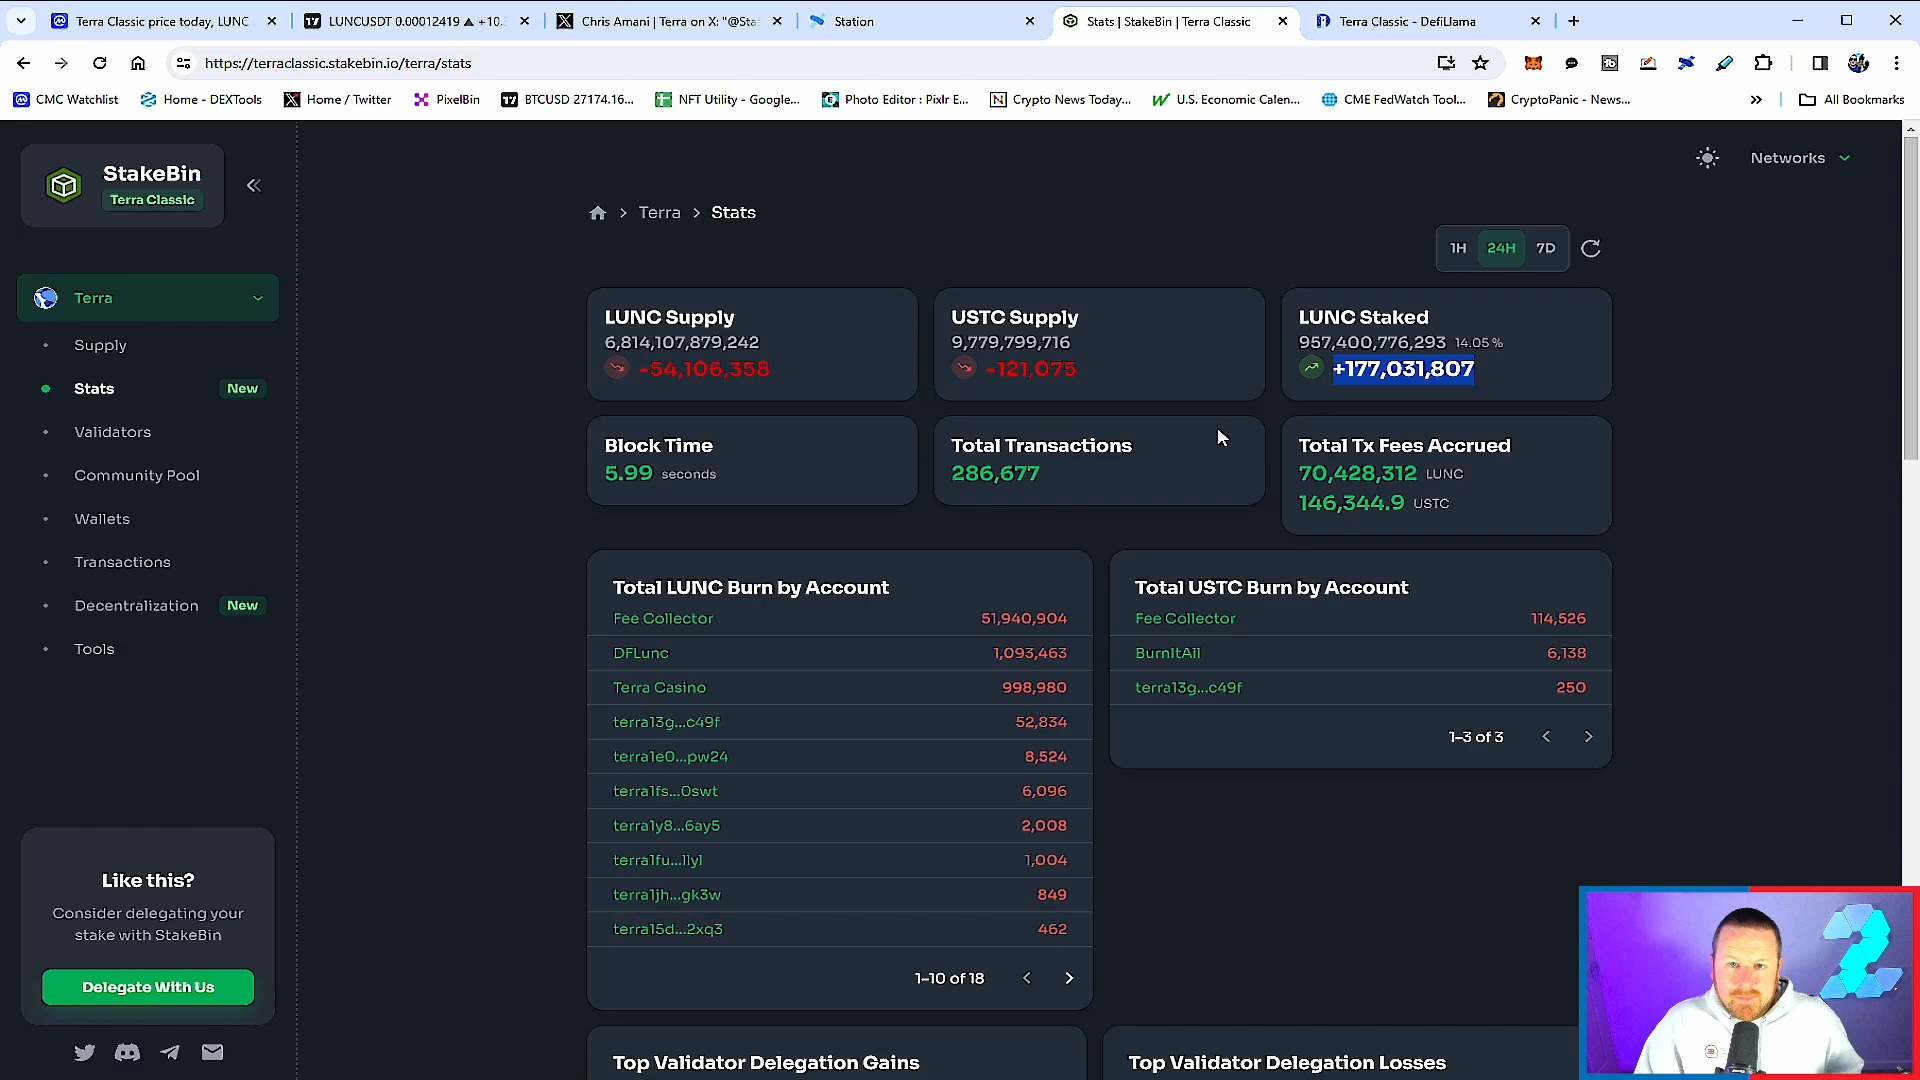 Terra Classic price today, LUNC
LUNCUSDT 0.00012419 ▲ +10.
Chris Amani | Terra on X: "@Sta
Station
Stats | StakeBin | Terra Classic
Terra Classic - DefiLlama
https://terraclassic.stakebin.io/terra/stats
CMC Watchlist
Home - DEXTools
Home / Twitter
PixelBin
BTCUSD 27174.16...
NFT Utility - Google...
Photo Editor : Pixlr E...
Crypto News Today...
U.S. Economic Calen...
CME FedWatch Tool...
CryptoPanic - News...
All Bookmarks
StakeBin
Terra Classic
Networks
Terra > Stats
1H 24H 7D
Terra
Supply
Stats New
Validators
Community Pool
Wallets
Transactions
Decentralization New
Tools
LUNC Supply
6,814,107,879,242
-54,106,358
USTC Supply
9,779,799,716
-121,075
LUNC Staked
957,400,776,293 14.05 %
+177,031,807
Block Time
5.99 seconds
Total Transactions
286,677
Total Tx Fees Accrued
70,428,312 LUNC
146,344.9 USTC
Total LUNC Burn by Account
Fee Collector 51,940,904
DFLunc 1,093,463
Terra Casino 998,980
terra13g...c49f 52,834
terra1e0...pw24 8,524
terra1fs...0swt 6,096
terra1y8...6ay5 2,008
terra1fu...llyl 1,004
terra1jh...gk3w 849
terra15d...2xq3 462
1–10 of 18
Total USTC Burn by Account
Fee Collector 114,526
BurnItAll 6,138
terra13g...c49f 250
1–3 of 3
Like this?
Consider delegating your
stake with StakeBin
Delegate With Us
Top Validator Delegation Gains
Top Validator Delegation Losses